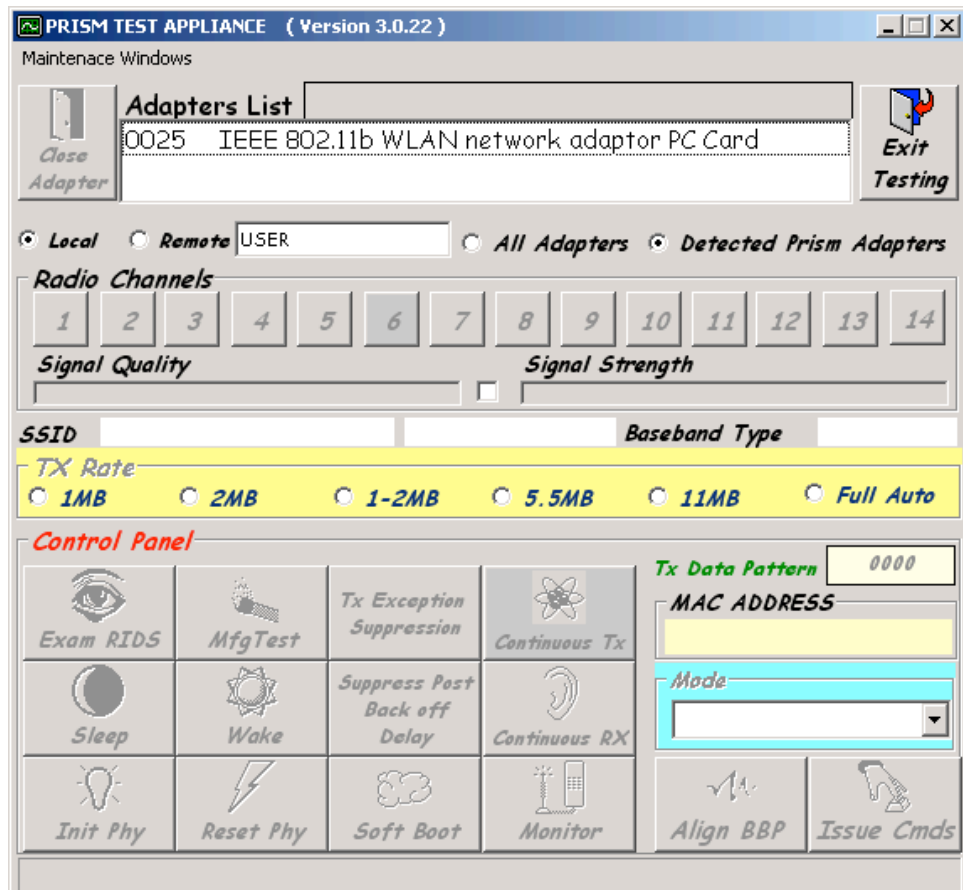 PRISM TEST APPLIANCE ( Version 3.0.22 )
Maintenace Windows
Close Adapter
Adapters List
0025 IEEE 802.11b WLAN network adaptor PC Card
Exit Testing
Local Remote USER All Adapters Detected Prism Adapters
Radio Channels
1 2 3 4 5 6 7 8 9 10 11 12 13 14
Signal Quality Signal Strength
SSID Baseband Type
TX Rate
1MB 2MB 1-2MB 5.5MB 11MB Full Auto
Control Panel
Tx Data Pattern 0000
Exam RIDS MfgTest Tx Exception Suppression Continuous Tx
MAC ADDRESS
Sleep Wake Suppress Post Back off Delay Continuous RX
Mode
Init Phy Reset Phy Soft Boot Monitor Align BBP Issue Cmds